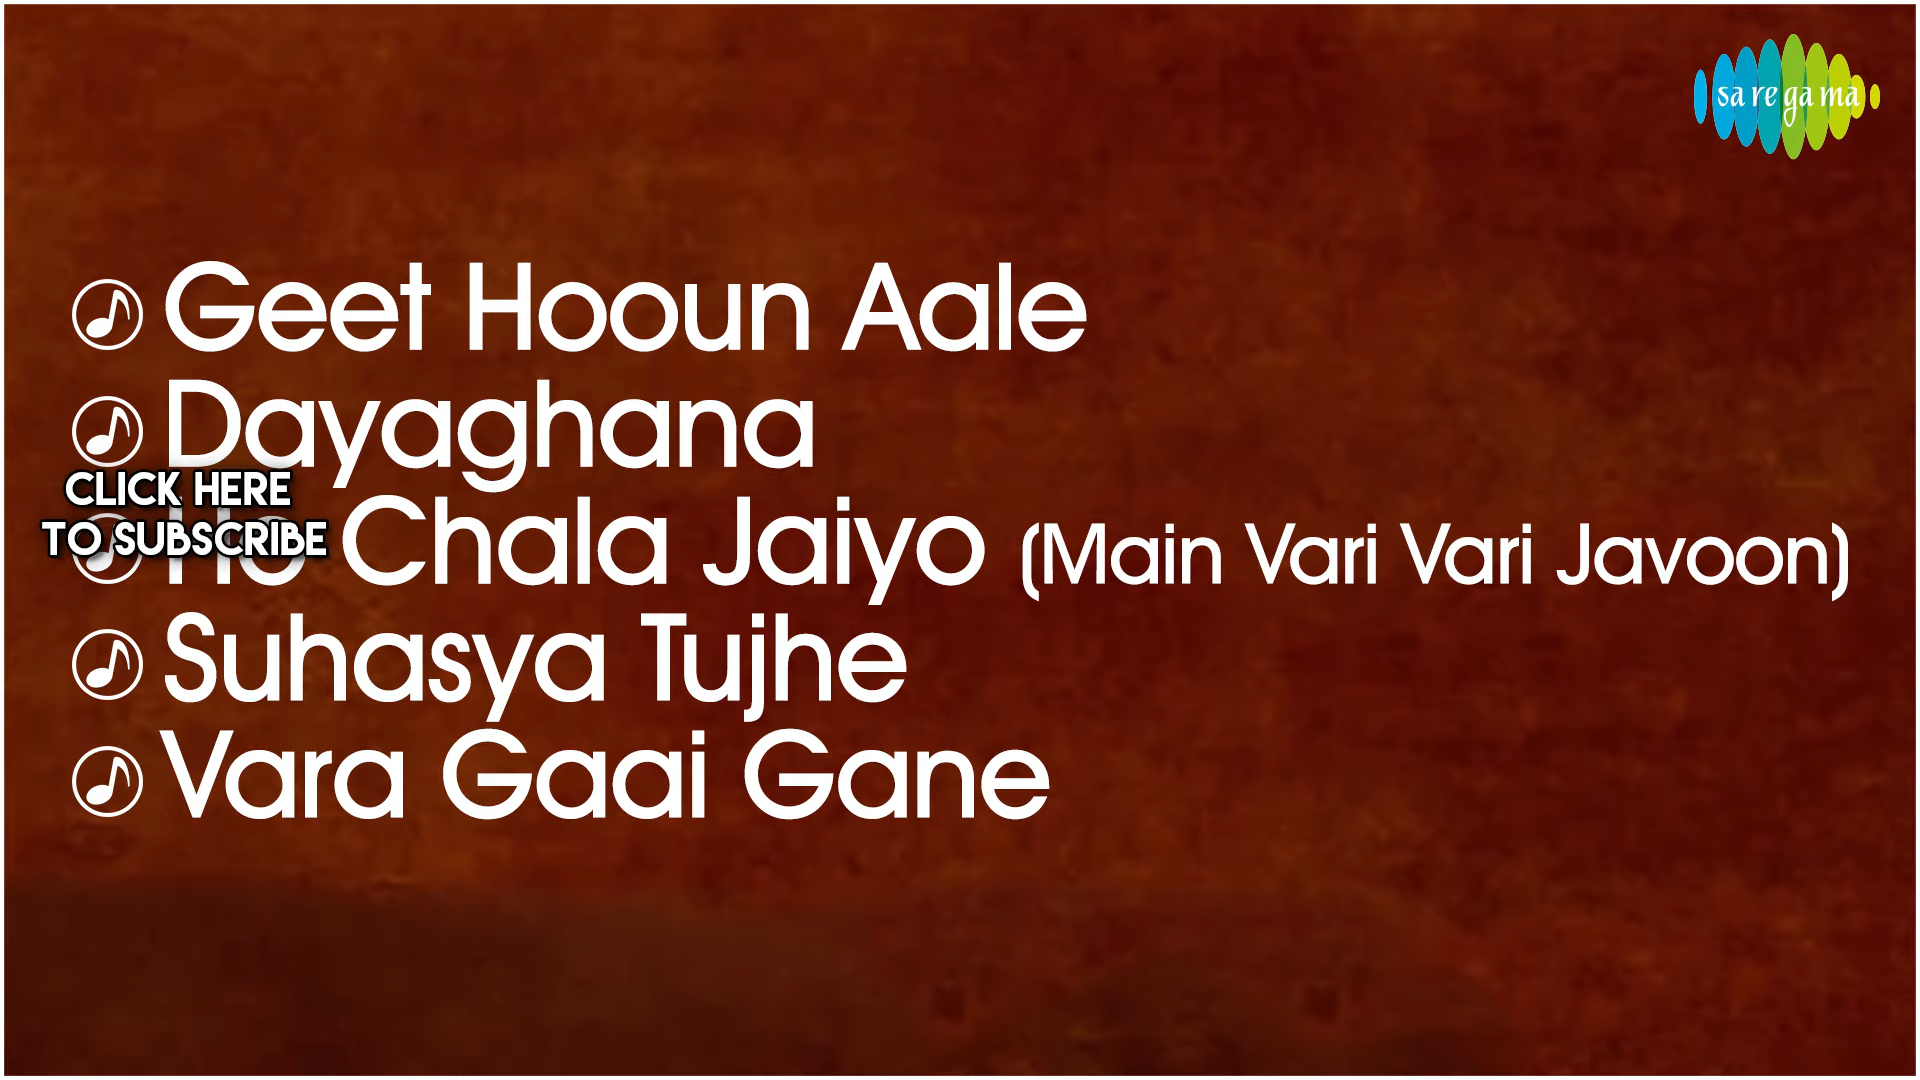 sa re ga ma
Geet Hooun Aale
Dayaghana
CLICK HERE
TO SUBSCRIBE
Ho Chala Jaiyo (Main Vari Vari Javoon)
Suhasya Tujhe
Vara Gaai Gane